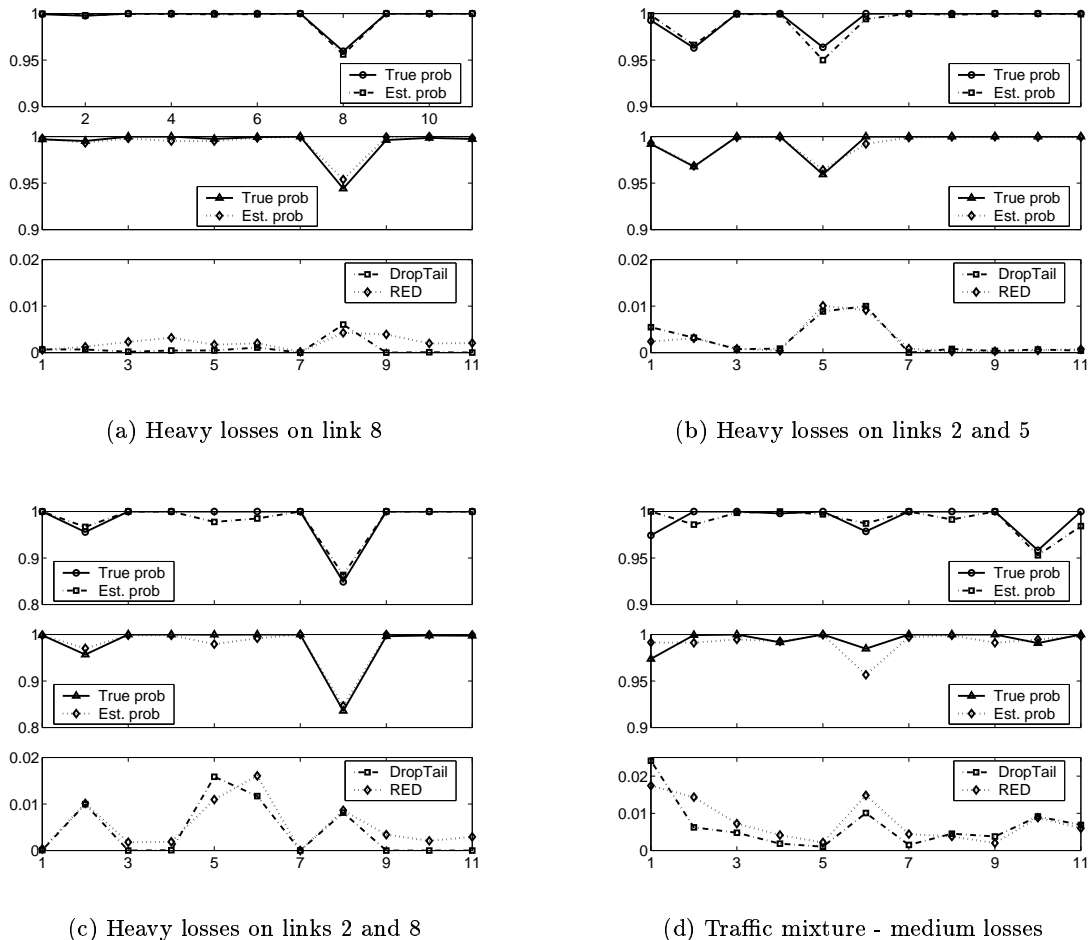 1
0.95
0.9
2 4 6 8 10
True prob
Est. prob
1
0.95
0.9
True prob
Est. prob
0.02
0.01
0
1 3 5 7 9 11
DropTail
RED
(a) Heavy losses on link 8
1
0.95
0.9
True prob
Est. prob
1
0.95
0.9
True prob
Est. prob
0.02
0.01
0
1 3 5 7 9 11
DropTail
RED
(b) Heavy losses on links 2 and 5
1
0.9
0.8
True prob
Est. prob
1
0.9
0.8
True prob
Est. prob
0.02
0.01
0
1 3 5 7 9 11
DropTail
RED
(c) Heavy losses on links 2 and 8
1
0.95
0.9
True prob
Est. prob
1
0.95
0.9
True prob
Est. prob
0.02
0.01
0
1 3 5 7 9 11
DropTail
RED
(d) Traffic mixture - medium losses